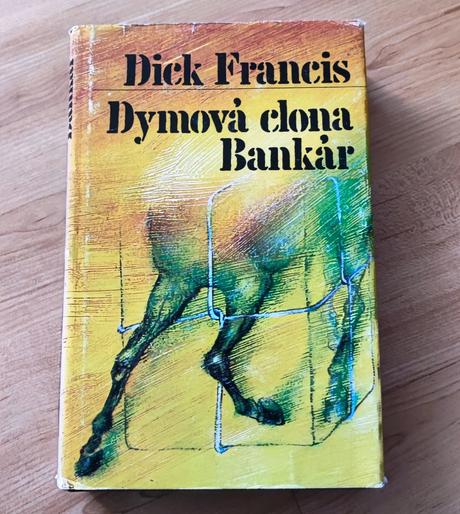 Dick Francis
Dymová clona
Bankár